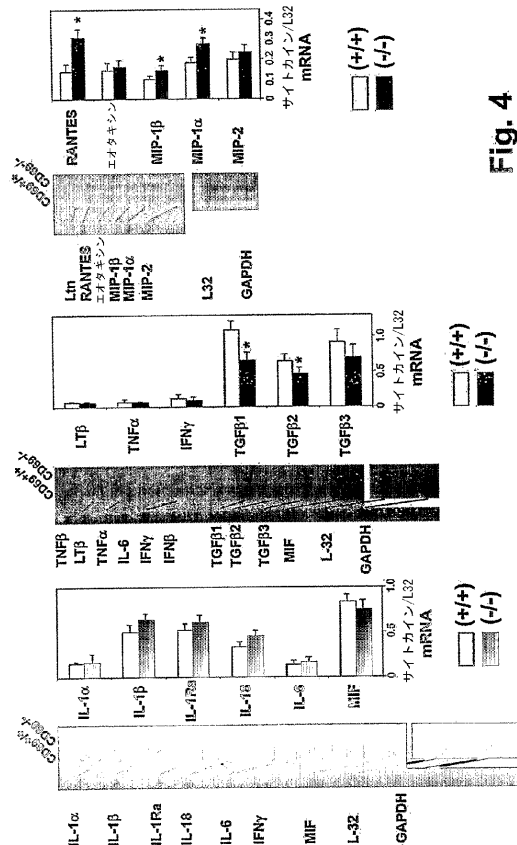 CD69+/+
CD69-/-
IL-1α
IL-1β
IL-1Ra
IL-18
IL-6
IFNγ
MIF
L-32
GAPDH
IL-1α
IL-1β
IL-1Ra
IL-18
IL-6
MIF
0 0.5 1.0
サイトカイン/L32
mRNA
(+/+)
(-/-)
CD69+/+
CD69-/-
TNFβ
LTβ
TNFα
IL-6
IFNγ
IFNβ
TGFβ1
TGFβ2
TGFβ3
MIF
L-32
GAPDH
LTβ
TNFα
IFNγ
TGFβ1
*
TGFβ2
*
TGFβ3
0 0.5 1.0
サイトカイン/L32
mRNA
(+/+)
(-/-)
CD69+/+
CD69-/-
Ltn
RANTES
エオタキシン
MIP-1β
MIP-1α
MIP-2
L32
GAPDH
RANTES
*
エオタキシン
MIP-1β
*
MIP-1α
*
MIP-2
0 0.1 0.2 0.3 0.4
サイトカイン/L32
mRNA
(+/+)
(-/-)
Fig. 4